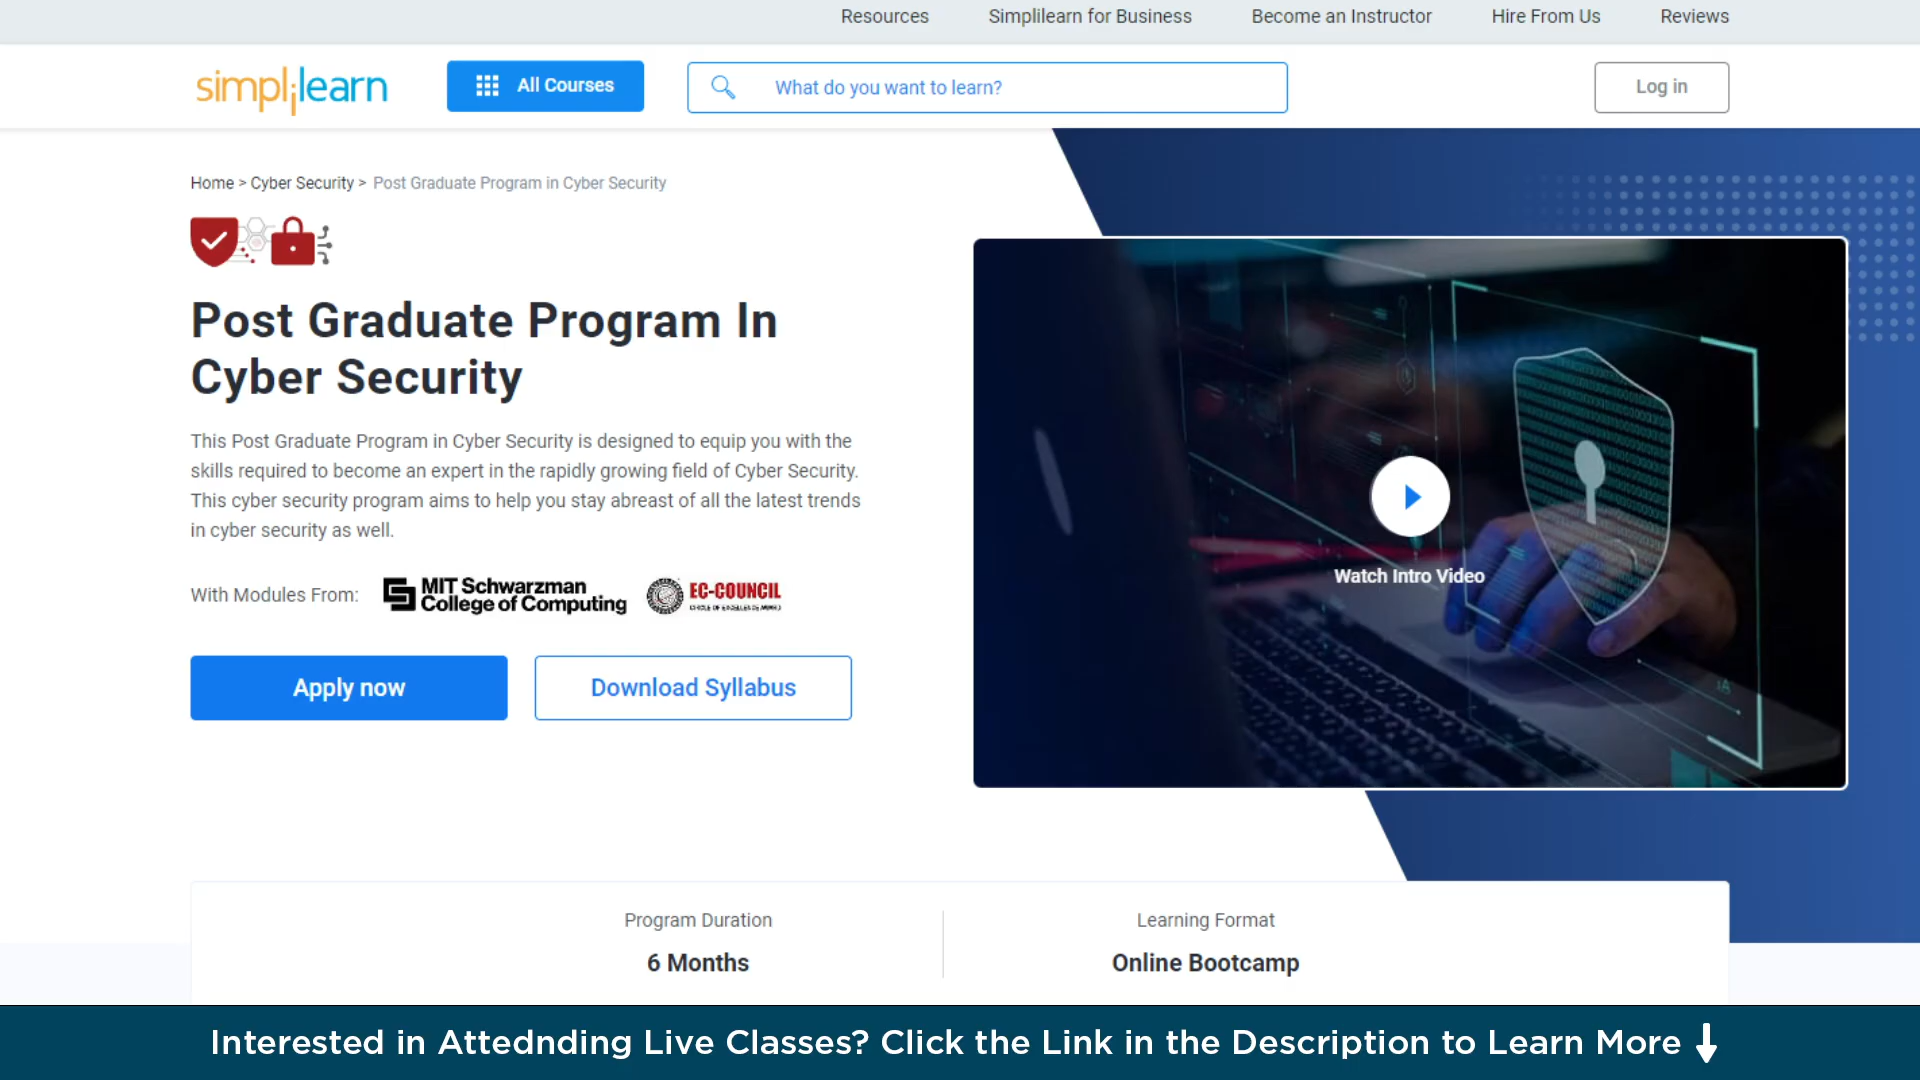 Resources Simplilearn for Business Become an Instructor Hire From Us Reviews
simplilearn All Courses What do you want to learn? Log in
Home > Cyber Security > Post Graduate Program in Cyber Security
Post Graduate Program In
Cyber Security
This Post Graduate Program in Cyber Security is designed to equip you with the
skills required to become an expert in the rapidly growing field of Cyber Security.
This cyber security program aims to help you stay abreast of all the latest trends
in cyber security as well.
With Modules From: MIT Schwarzman
College of Computing
EC-COUNCIL
Apply now Download Syllabus
Watch Intro Video
Program Duration
6 Months
Learning Format
Online Bootcamp
Interested in Attednding Live Classes? Click the Link in the Description to Learn More